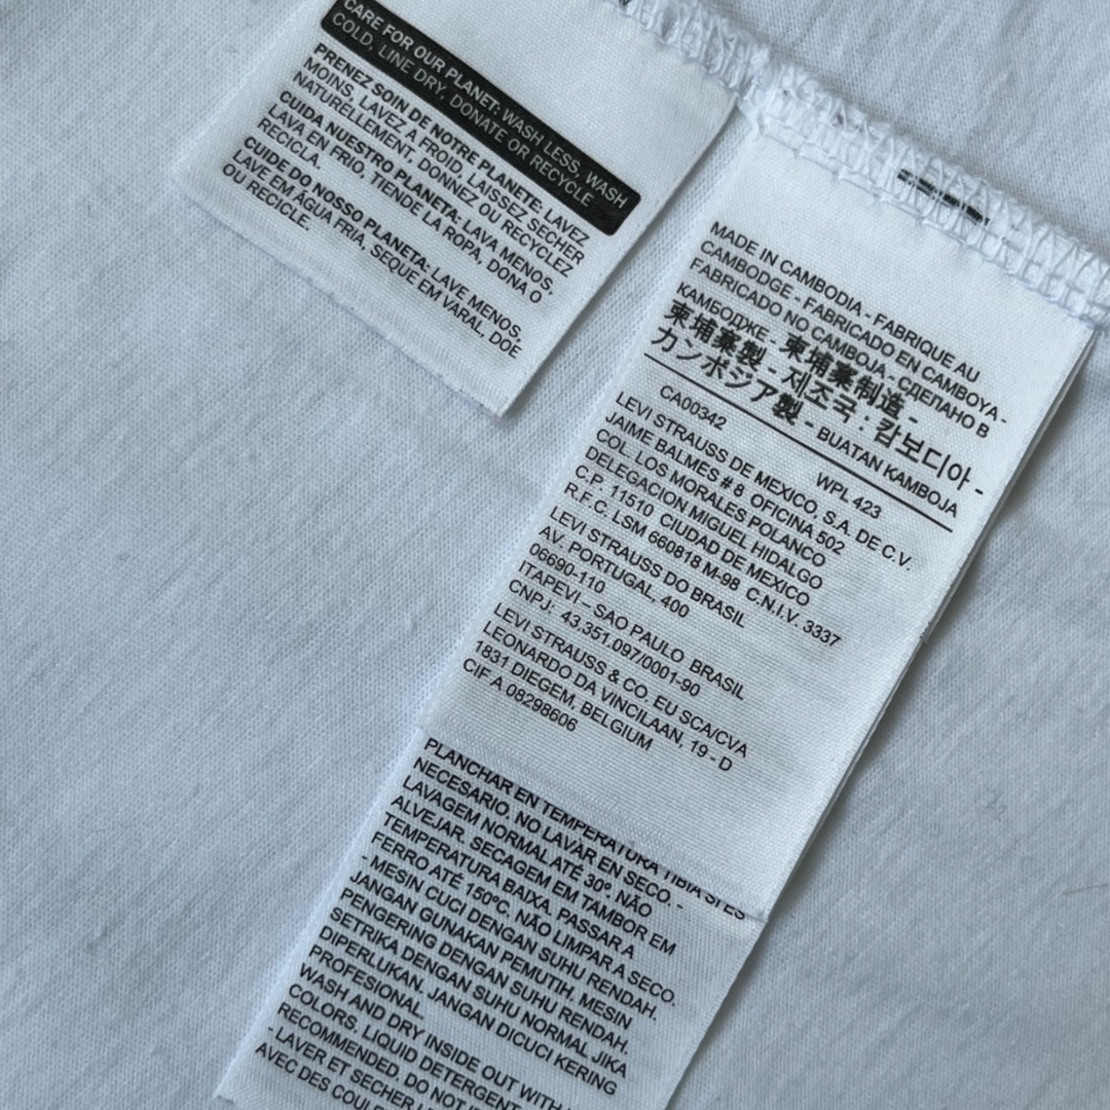 CARE FOR OUR PLANET: WASH LESS, WASH
COLD, LINE DRY, DONATE OR RECYCLE
PRENEZ SOIN DE NOTRE PLANETE: LAVEZ
MOINS, LAVEZ A FROID, LAISSEZ SECHER
NATURELLEMENT, DONNEZ OU RECYCLEZ
CUIDA NUESTRO PLANETA: LAVA MENOS,
LAVA EN FRIO, TIENDE LA ROPA, DONA O
RECICLA.
CUIDE DO NOSSO PLANETA: LAVE MENOS,
LAVE EM ÁGUA FRIA, SEQUE EM VARAL, DOE
OU RECICLE.
MADE IN CAMBODIA - FABRIQUE AU
CAMBODGE - FABRICADO EN CAMBOYA -
FABRICADO NO CAMBOJA - СДЕЛАНО В
КАМБОДЖЕ - 柬埔寨制造 -
柬埔寨製 - 제조국 : 캄보디아 -
カンボジア製 - BUATAN KAMBOJA
CA00342 WPL 423
LEVI STRAUSS DE MEXICO, S.A. DE C.V.
JAIME BALMES # 8 OFICINA 502
COL. LOS MORALES POLANCO
DELEGACION MIGUEL HIDALGO
C.P. 11510 CIUDAD DE MEXICO
R.F.C. LSM 660818 M-98 C.N.I.V. 3337
LEVI STRAUSS DO BRASIL
AV. PORTUGAL, 400
06690-110
ITAPEVI – SAO PAULO BRASIL
CNPJ: 43.351.097/0001-90
LEVI STRAUSS & CO. EU SCA/CVA
LEONARDO DA VINCILAAN, 19 - D
1831 DIEGEM, BELGIUM
CIF A 08298606
PLANCHAR EN TEMPERATURA TIBIA SI ES
NECESARIO. NO LAVAR EN SECO. -
LAVAGEM NORMAL ATÉ 30º. NÃO
ALVEJAR. SECAGEM EM TAMBOR EM
TEMPERATURA BAIXA. PASSAR A
FERRO ATÉ 150ºC. NÃO LIMPAR A SECO.
- MESIN CUCI DENGAN SUHU RENDAH.
JANGAN GUNAKAN PEMUTIH. MESIN
PENGERING DENGAN SUHU RENDAH.
SETRIKA DENGAN SUHU NORMAL JIKA
DIPERLUKAN. JANGAN DICUCI KERING
PROFESIONAL.
WASH AND DRY INSIDE OUT WITH
COLORS. LIQUID DETERGENT
RECOMMENDED. DO NOT
- LAVER ET SECHER
AVEC DES